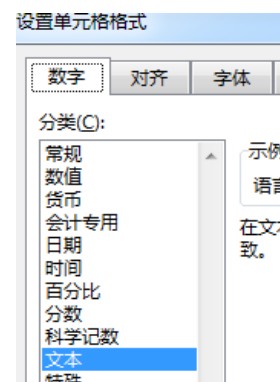 设置单元格格式
数字 对齐 字体
分类(C):
常规
数值
货币
会计专用
日期
时间
百分比
分数
科学记数
文本
特殊
示例
语言
在文本
致。